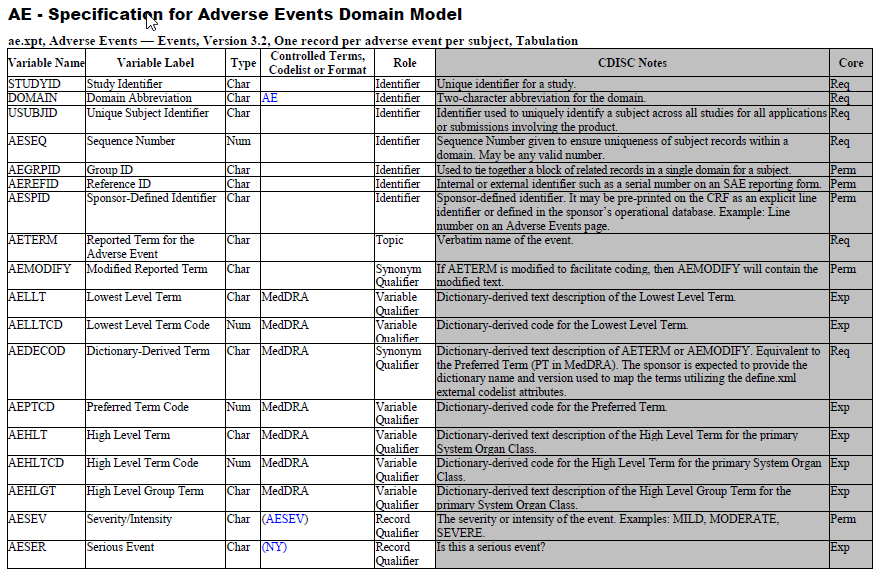 AE - Specification for Adverse Events Domain Model
ae.xpt, Adverse Events — Events, Version 3.2, One record per adverse event per subject, Tabulation
Variable Name Variable Label Type Controlled Terms, Codelist or Format Role CDISC Notes Core
STUDYID Study Identifier Char Identifier Unique identifier for a study. Req
DOMAIN Domain Abbreviation Char AE Identifier Two-character abbreviation for the domain. Req
USUBJID Unique Subject Identifier Char Identifier Identifier used to uniquely identify a subject across all studies for all applications Req
or submissions involving the product.
AESEQ Sequence Number Num Identifier Sequence Number given to ensure uniqueness of subject records within a Req
domain. May be any valid number.
AEGRPID Group ID Char Identifier Used to tie together a block of related records in a single domain for a subject. Perm
AEREFID Reference ID Char Identifier Internal or external identifier such as a serial number on an SAE reporting form. Perm
AESPID Sponsor-Defined Identifier Char Identifier Sponsor-defined identifier. It may be pre-printed on the CRF as an explicit line Perm
identifier or defined in the sponsor's operational database. Example: Line
number on an Adverse Events page.
AETERM Reported Term for the Char Topic Verbatim name of the event. Req
Adverse Event
AEMODIFY Modified Reported Term Char Synonym If AETERM is modified to facilitate coding, then AEMODIFY will contain the Perm
Qualifier modified text.
AELLT Lowest Level Term Char MedDRA Variable Dictionary-derived text description of the Lowest Level Term. Exp
Qualifier
AELLTCD Lowest Level Term Code Num MedDRA Variable Dictionary-derived code for the Lowest Level Term. Exp
Qualifier
AEDECOD Dictionary-Derived Term Char MedDRA Synonym Dictionary-derived text description of AETERM or AEMODIFY. Equivalent to Req
Qualifier the Preferred Term (PT in MedDRA). The sponsor is expected to provide the
dictionary name and version used to map the terms utilizing the define.xml
external codelist attributes.
AEPTCD Preferred Term Code Num MedDRA Variable Dictionary-derived code for the Preferred Term. Exp
Qualifier
AEHLT High Level Term Char MedDRA Variable Dictionary-derived text description of the High Level Term for the primary Exp
Qualifier System Organ Class.
AEHLTCD High Level Term Code Num MedDRA Variable Dictionary-derived code for the High Level Term for the primary System Organ Exp
Qualifier Class.
AEHLGT High Level Group Term Char MedDRA Variable Dictionary-derived text description of the High Level Group Term for the Exp
Qualifier primary System Organ Class.
AESEV Severity/Intensity Char (AESEV) Record The severity or intensity of the event. Examples: MILD, MODERATE, Perm
Qualifier SEVERE.
AESER Serious Event Char (NY) Record Is this a serious event? Exp
Qualifier